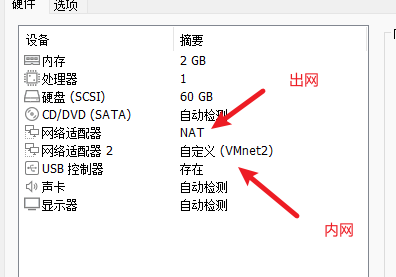 硬件 选项
设备 摘要
内存 2 GB
处理器 1
硬盘 (SCSI) 60 GB
CD/DVD (SATA) 自动检测
网络适配器 NAT
网络适配器 2 自定义 (VMnet2)
USB 控制器 存在
声卡 自动检测
显示器 自动检测
出网
内网